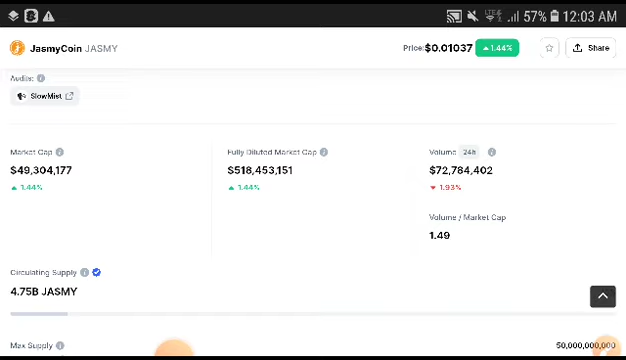 LTE 57% 12:03 AM
JasmyCoin JASMY Price: $0.01037 ▲ 1.44% Share
Audits:
SlowMist
Market Cap Fully Diluted Market Cap Volume 24h
$49,304,177 $518,453,151 $72,784,402
▲ 1.44% ▲ 1.44% ▼ 1.93%
Volume / Market Cap
1.49
Circulating Supply
4.75B JASMY
Max Supply 50,000,000,000